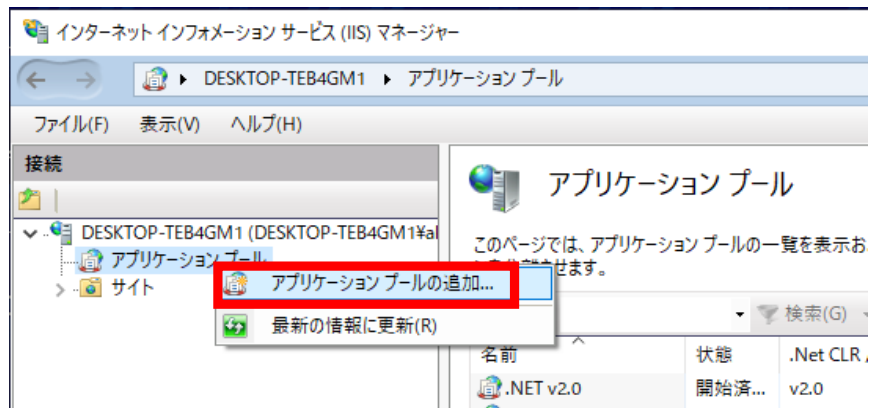 インターネット インフォメーション サービス (IIS) マネージャー
DESKTOP-TEB4GM1 アプリケーション プール
ファイル(F) 表示(V) ヘルプ(H)
接続
DESKTOP-TEB4GM1 (DESKTOP-TEB4GM1¥al
アプリケーション プール
サイト
アプリケーション プールの追加...
最新の情報に更新(R)
アプリケーション プール
このページでは、アプリケーション プールの一覧を表示お
せます。
検索(G)
名前 状態 .Net CLR
.NET v2.0 開始済... v2.0